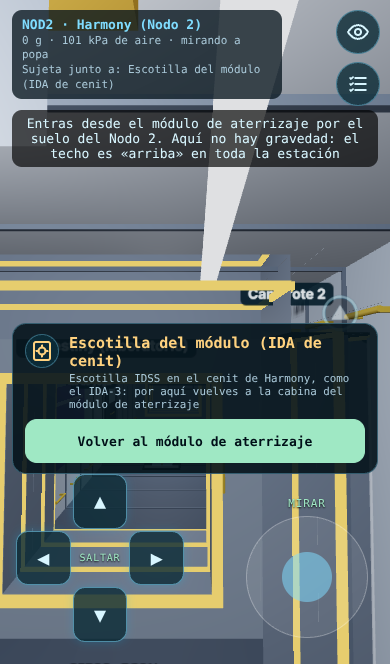 NOD2 · Harmony (Nodo 2)
0 g · 101 kPa de aire · mirando a
popa
Sujeta junto a: Escotilla del módulo
(IDA de cenit)
Entras desde el módulo de aterrizaje por el
suelo del Nodo 2. Aquí no hay gravedad: el
techo es «arriba» en toda la estación
ote 2
Escotilla del módulo (IDA de
cenit)
Escotilla IDSS en el cenit de Harmony, como
el IDA-3: por aquí vuelves a la cabina del
módulo de aterrizaje
Volver al módulo de aterrizaje
MIRAR
SALTAR